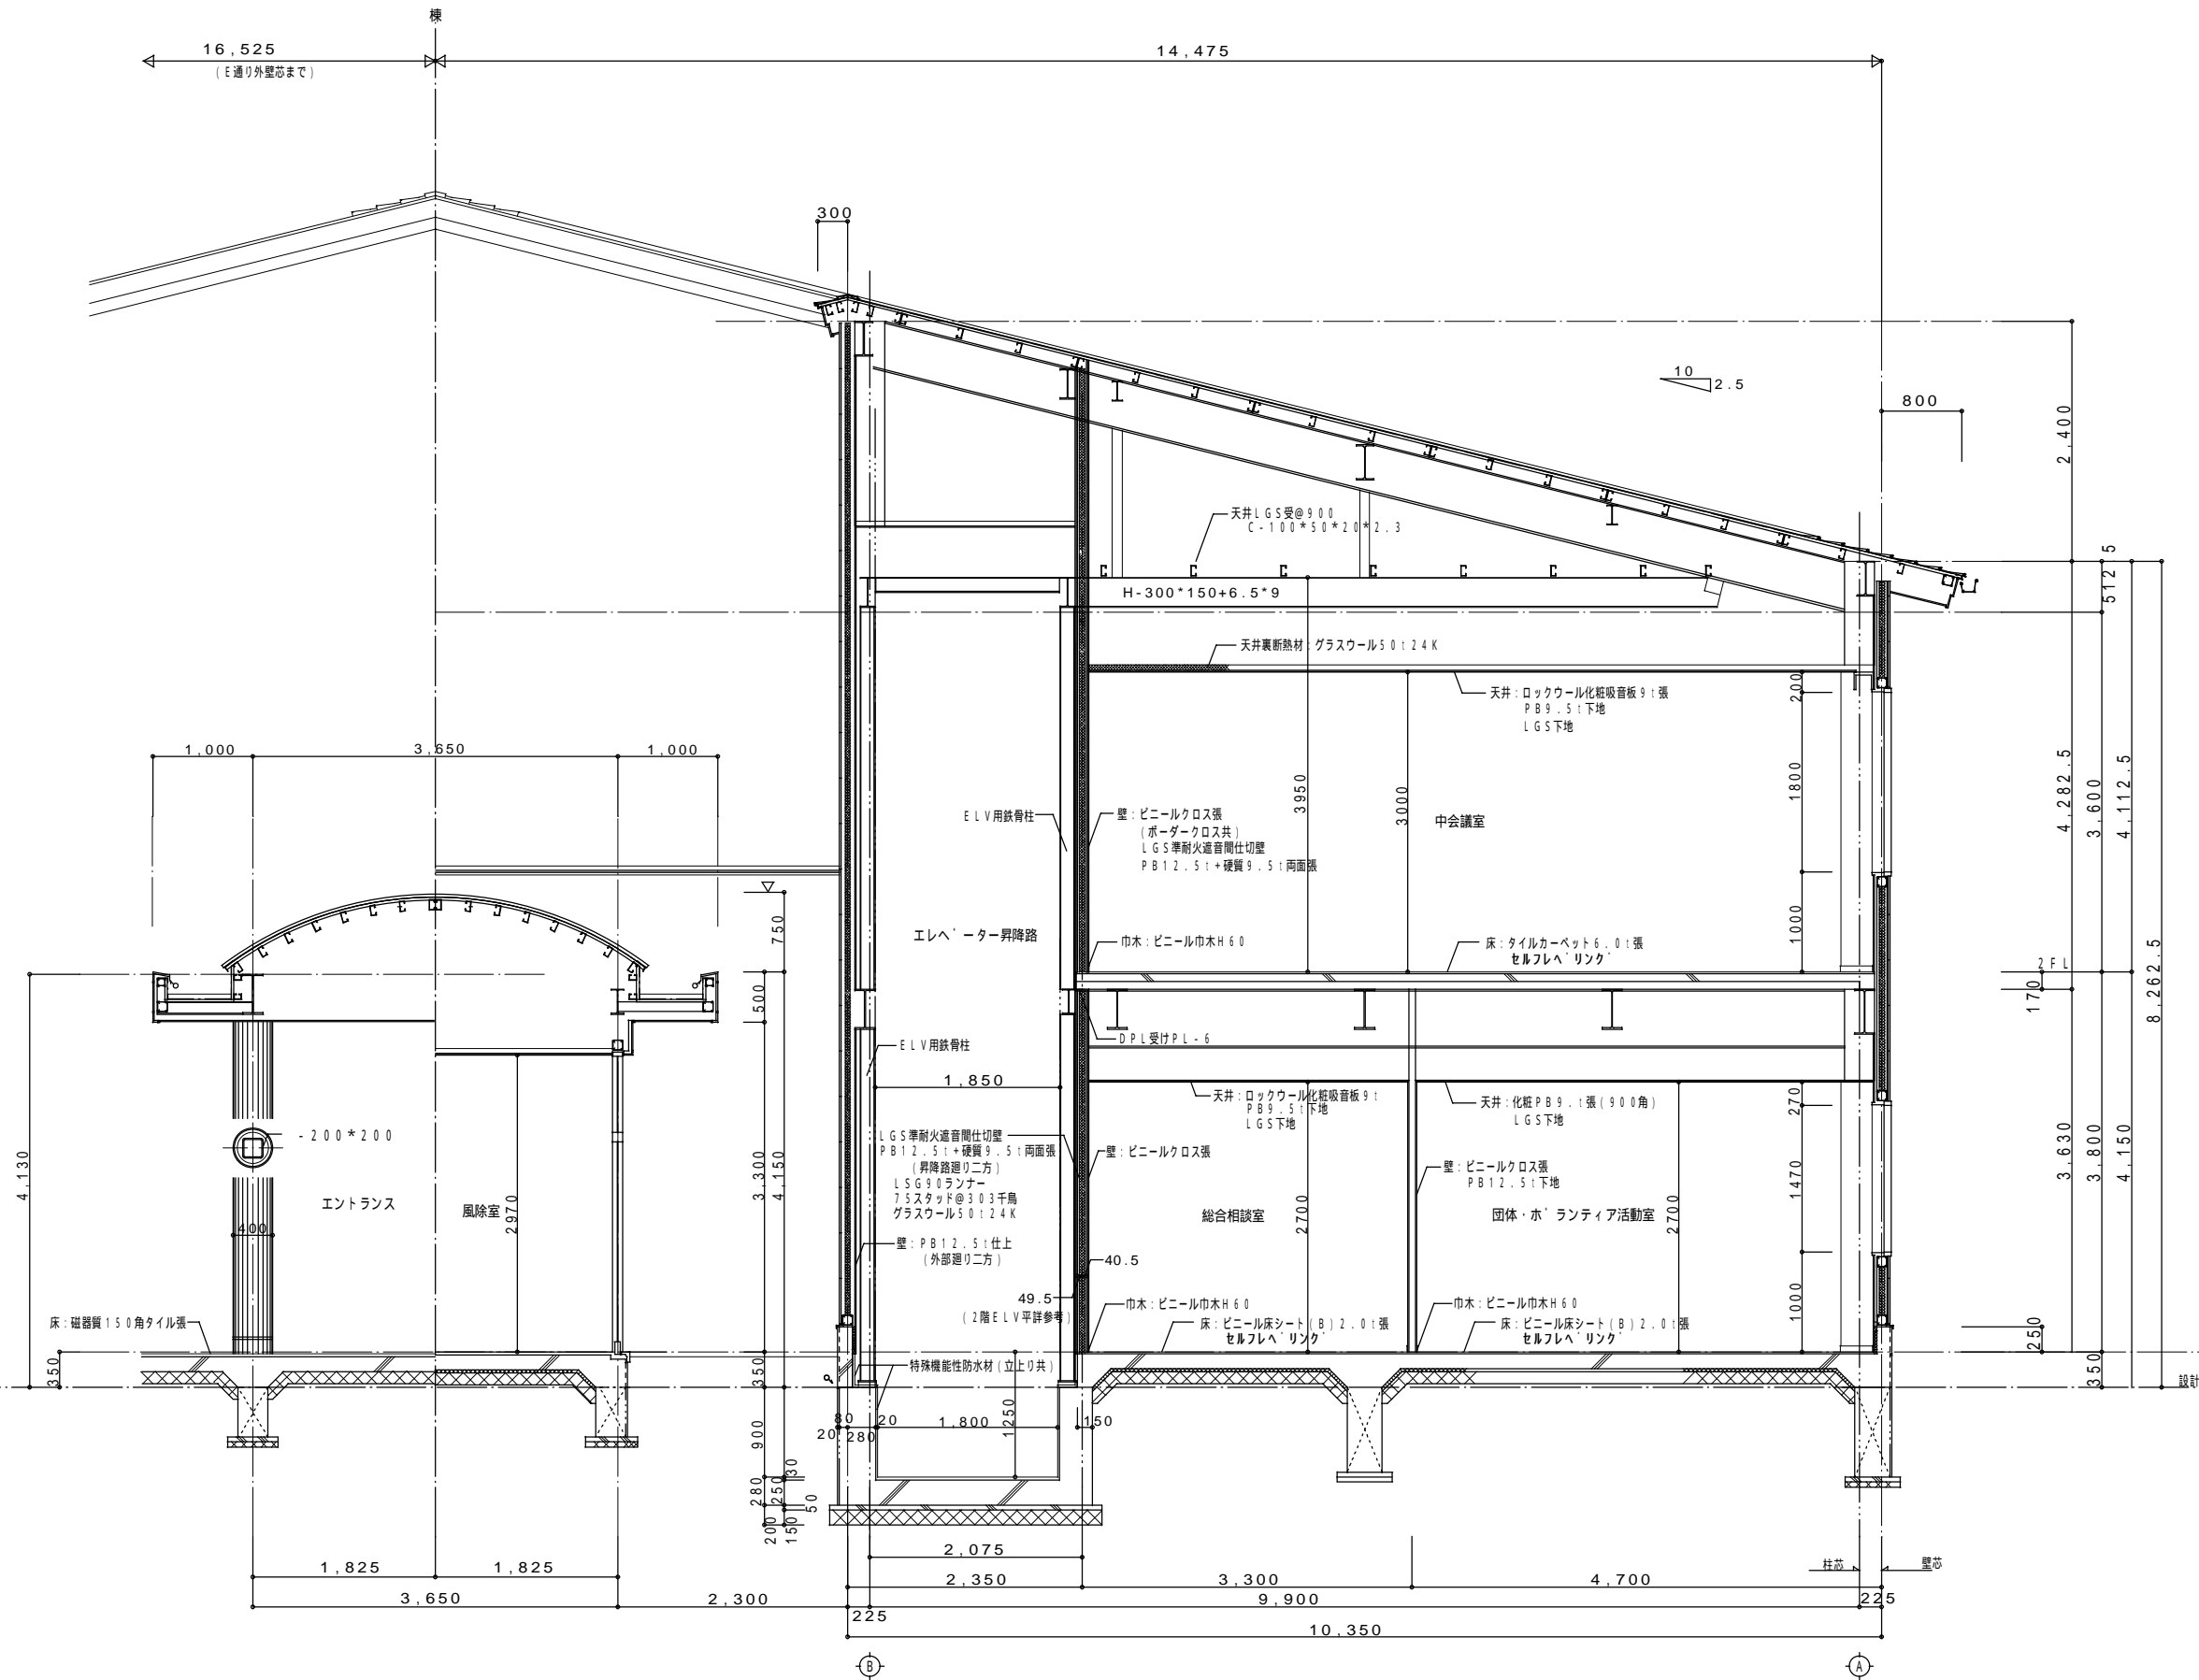 棟
16,525
(E通り外壁芯まで)
14,475
300
10
2.5
800
2,400
天井LGS受@900
C-100*50*20*2.3
512.5
H-300*150+6.5*9
天井裏断熱材:グラスウール50t24K
天井:ロックウール化粧吸音板9t張
PB9.5t下地
LGS下地
200
1,000
3,650
1,000
3950
3000
1800
4,282.5
3,600
4,112.5
ELV用鉄骨柱
壁:ビニールクロス張
(ボーダークロス共)
LGS準耐火遮音間仕切壁
PB12.5t+硬質9.5t両面張
中会議室
750
エレベーター昇降路
巾木:ビニール巾木H60
床:タイルカーペット6.0t張
セルフレベリング
1000
2FL
170
8,262.5
500
ELV用鉄骨柱
DPL受けPL-6
1,850
天井:ロックウール化粧吸音板9t
PB9.5t下地
LGS下地
天井:化粧PB9.t張(900角)
LGS下地
270
-200*200
LGS準耐火遮音間仕切壁
PB12.5t+硬質9.5t両面張
(昇降路廻り二方)
LSG90ランナー
75スタッド@303千鳥
グラスウール50t24K
壁:ビニールクロス張
壁:ビニールクロス張
PB12.5t下地
4,130
3,300
4,150
1470
3,630
3,800
4,150
エントランス
風除室
2970
400
総合相談室
2700
団体・ボランティア活動室
2700
壁:PB12.5t仕上
(外部廻り二方)
40.5
49.5
(2階ELV平詳参考)
1000
巾木:ビニール巾木H60
床:ビニール床シート(B)2.0t張
セルフレベリング
巾木:ビニール巾木H60
床:ビニール床シート(B)2.0t張
セルフレベリング
250
床:磁器質150角タイル張
350
350
特殊機能性防水材(立上り共)
350
設計
80
20
1,800
150
20
280
1250
900
30
280
250
50
200
150
2,075
1,825
1,825
2,350
3,300
4,700
柱芯
壁芯
3,650
2,300
225
9,900
225
10,350
B
A